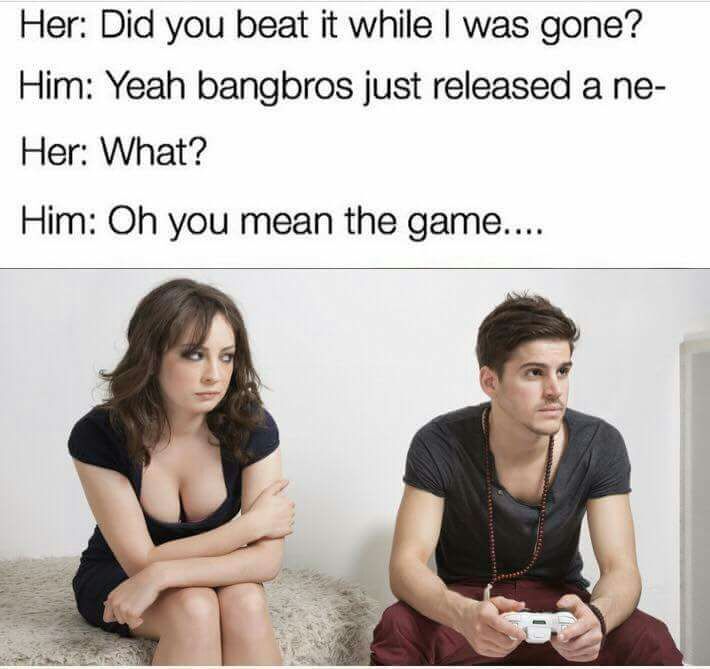 Her: Did you beat it while I was gone?
Him: Yeah bangbros just released a ne-
Her: What?
Him: Oh you mean the game....